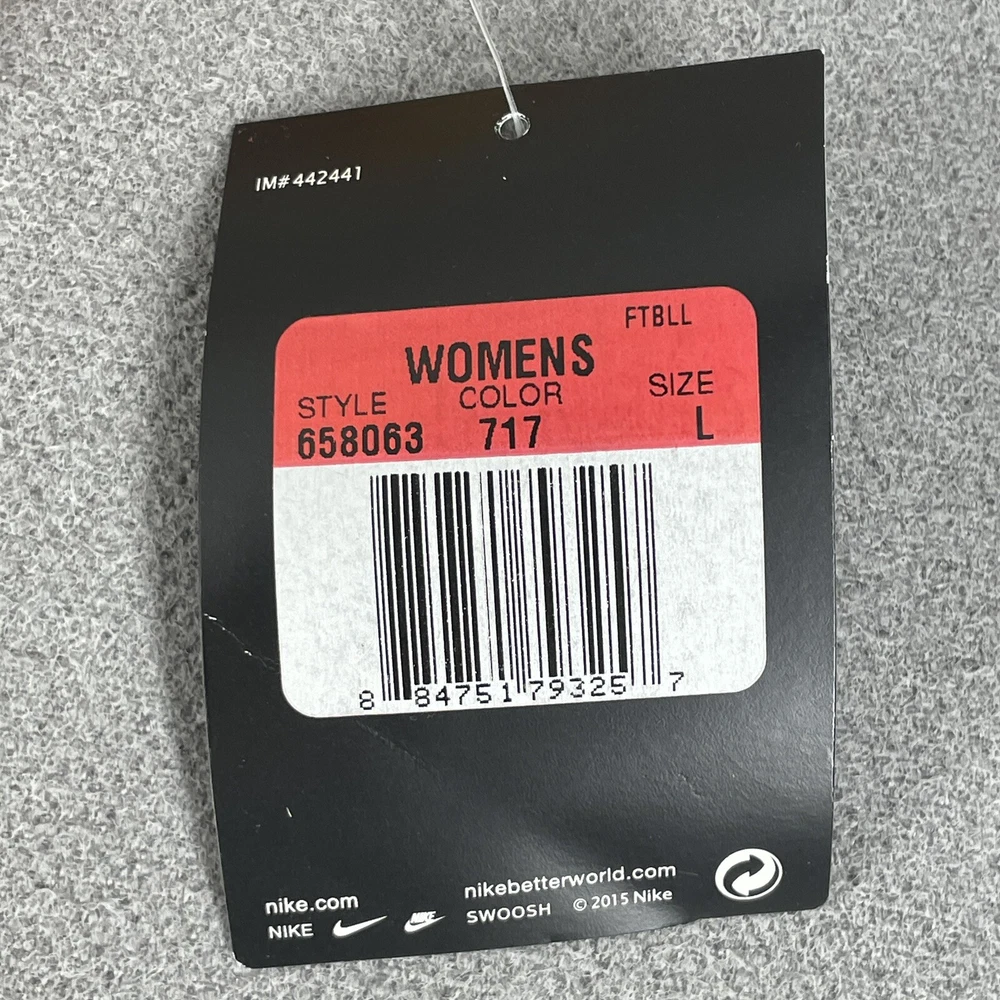 IM# 442441
FTBLL
WOMENS
STYLE COLOR SIZE
658063 717 L
8 84751 79325 7
nike.com nikebetterworld.com
NIKE NIKE SWOOSH © 2015 Nike